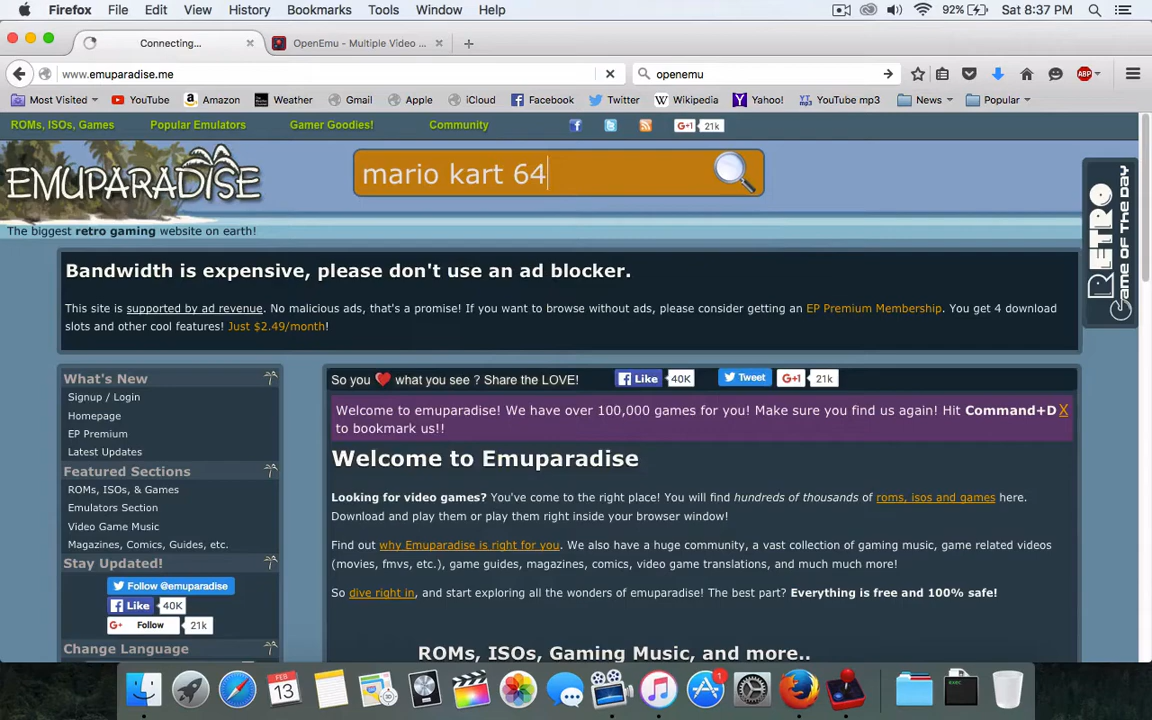 Firefox File Edit View History Bookmarks Tools Window Help 92% Sat 8:37 PM
Connecting... OpenEmu - Multiple Video ...
www.emuparadise.me openemu ABP
Most Visited YouTube Amazon Weather Gmail Apple iCloud Facebook Twitter Wikipedia Yahoo! YouTube mp3 News Popular
ROMs, ISOs, Games Popular Emulators Gamer Goodies! Community G+1 21k
EMUPARADISE mario kart 64
The biggest retro gaming website on earth!
RETRO
Game OF THE DAY
Bandwidth is expensive, please don't use an ad blocker.
This site is supported by ad revenue. No malicious ads, that's a promise! If you want to browse without ads, please consider getting an EP Premium Membership. You get 4 download
slots and other cool features! Just $2.49/month!
What's New
Signup / Login
Homepage
EP Premium
Latest Updates
Featured Sections
ROMs, ISOs, & Games
Emulators Section
Video Game Music
Magazines, Comics, Guides, etc.
Stay Updated!
Follow @emuparadise
Like 40K
G+ Follow 21k
Change Language
So you ❤ what you see ? Share the LOVE! Like 40K Tweet G+1 21k
Welcome to emuparadise! We have over 100,000 games for you! Make sure you find us again! Hit Command+D X
to bookmark us!!
Welcome to Emuparadise
Looking for video games? You've come to the right place! You will find hundreds of thousands of roms, isos and games here.
Download and play them or play them right inside your browser window!
Find out why Emuparadise is right for you. We also have a huge community, a vast collection of gaming music, game related videos
(movies, fmvs, etc.), game guides, magazines, comics, video game translations, and much much more!
So dive right in, and start exploring all the wonders of emuparadise! The best part? Everything is free and 100% safe!
ROMs, ISOs, Gaming Music, and more..
FEB
13
1